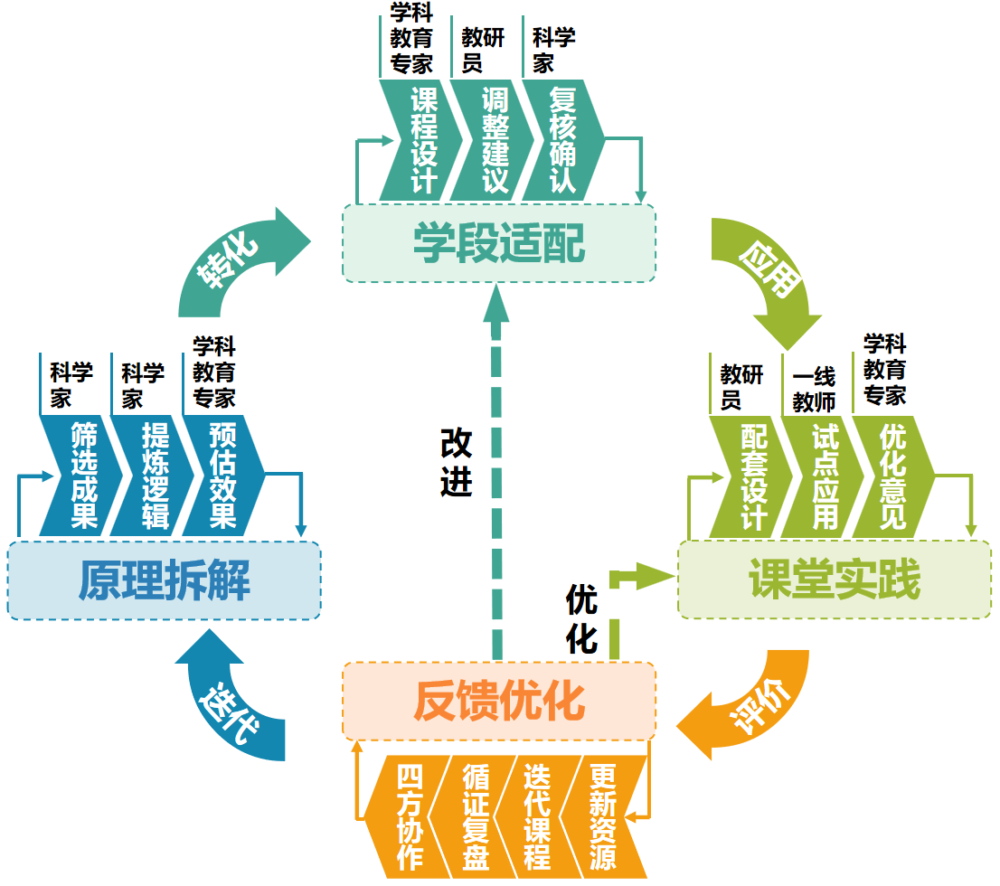 学科
教育
专家
教研
员
科学
家
课程设计
调整建议
复核确认
学段适配
转化
应用
科学
家
科学
家
学科
教育
专家
筛选成果
提炼逻辑
预估效果
原理拆解
教研
员
一线
教师
学科
教育
专家
配套设计
试点应用
优化意见
课堂实践
改进
优化
反馈优化
迭代
评价
四方协作
循证复盘
迭代课程
更新资源